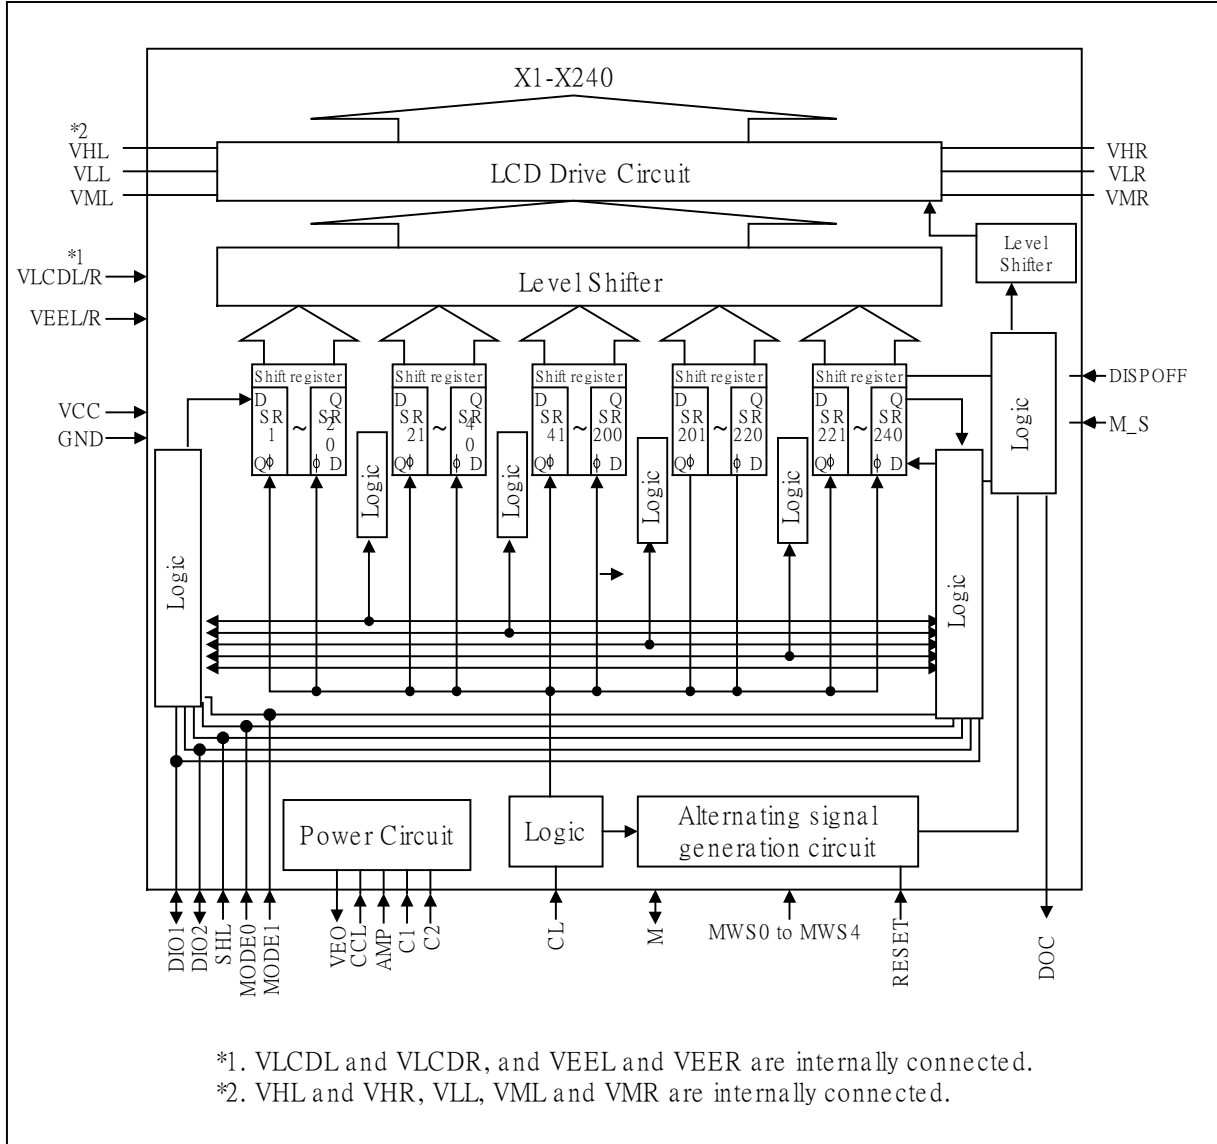 X1-X240
*2
VHL
VLL
VML
LCD Drive Circuit
VHR
VLR
VMR
*1
VLCDL/R
VEEL/R
Level Shifter
Level
Shifter
Shift register
D Q
SR SR
1 ~ 20
Qϕ ϕ D
Shift register
D Q
SR SR
21 ~ 40
Qϕ ϕ D
Shift register
D Q
SR SR
41 ~ 200
Qϕ ϕ D
Shift register
D Q
SR SR
201 ~ 220
Qϕ ϕ D
Shift register
D Q
SR SR
221 ~ 240
Qϕ ϕ D
VCC
GND
Logic
DISPOFF
M_S
Logic
Logic
Logic
Logic
Logic
Logic
Power Circuit
Logic
Alternating signal
generation circuit
DIO1
DIO2
SHL
MODE0
MODE1
VEO
CCL
AMP
C1
C2
CL
M
MWS0 to MWS4
RESET
DOC
*1. VLCDL and VLCDR, and VEEL and VEER are internally connected.
*2. VHL and VHR, VLL, VML and VMR are internally connected.